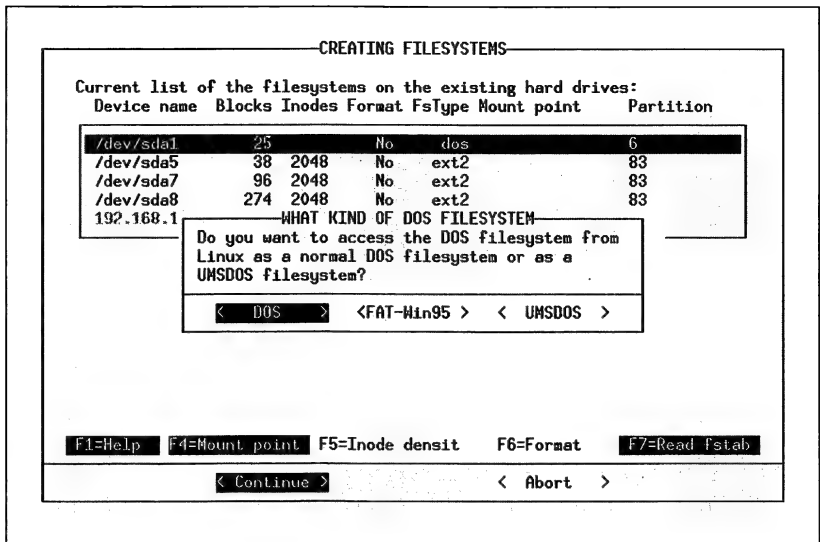 CREATING FILESYSTEMS
Current list of the filesystems on the existing hard drives:
Device name Blocks Inodes Format FsType Mount point Partition
/dev/sda1 25 No dos 6
/dev/sda5 38 2048 No ext2 83
/dev/sda7 96 2048 No ext2 83
/dev/sda8 274 2048 No ext2 83
192.168.1
WHAT KIND OF DOS FILESYSTEM
Do you want to access the DOS filesystem from
Linux as a normal DOS filesystem or as a
UMSDOS filesystem?
< DOS > <FAT-Win95 > < UMSDOS >
F1=Help F4=Mount point F5=Inode densit F6=Format F7=Read fstab
< Continue > < Abort >